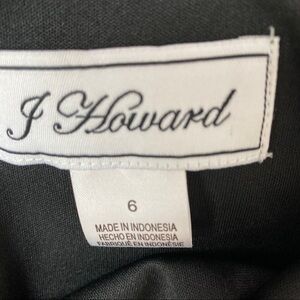 J Howard
6
MADE IN INDONESIA
HECHO EN INDONESIA
FABRIQUÉ EN INDONÉSIE